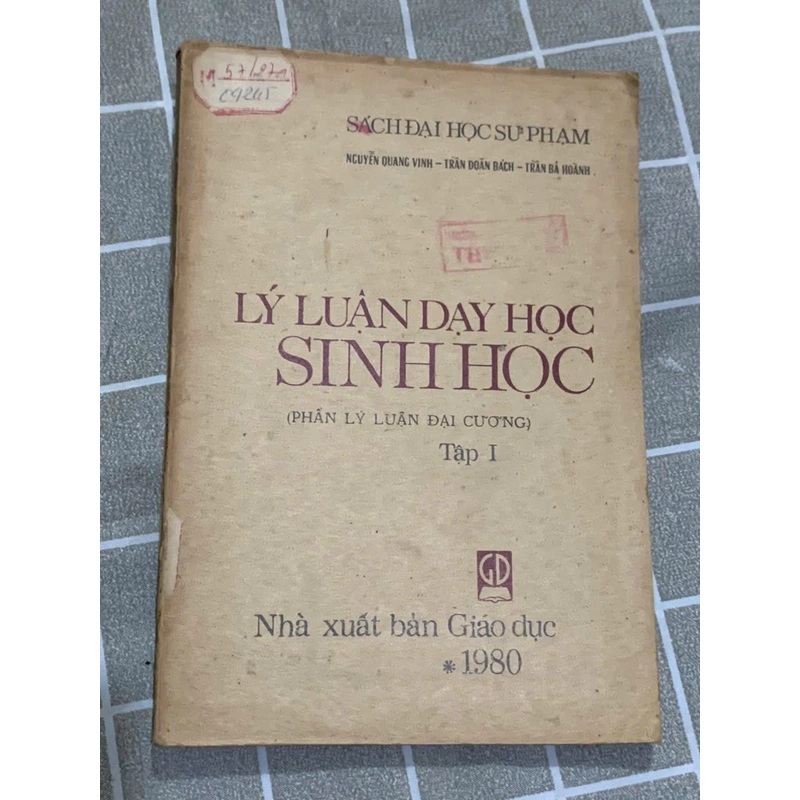 SÁCH ĐẠI HỌC SƯ PHẠM
NGUYỄN QUANG VINH – TRẦN DOÃN BÁCH – TRẦN BÁ HOÀNH
LÝ LUẬN DẠY HỌC
SINH HỌC
(PHẦN LÝ LUẬN ĐẠI CƯƠNG)
Tập I
GD
Nhà xuất bản Giáo dục
* 1980